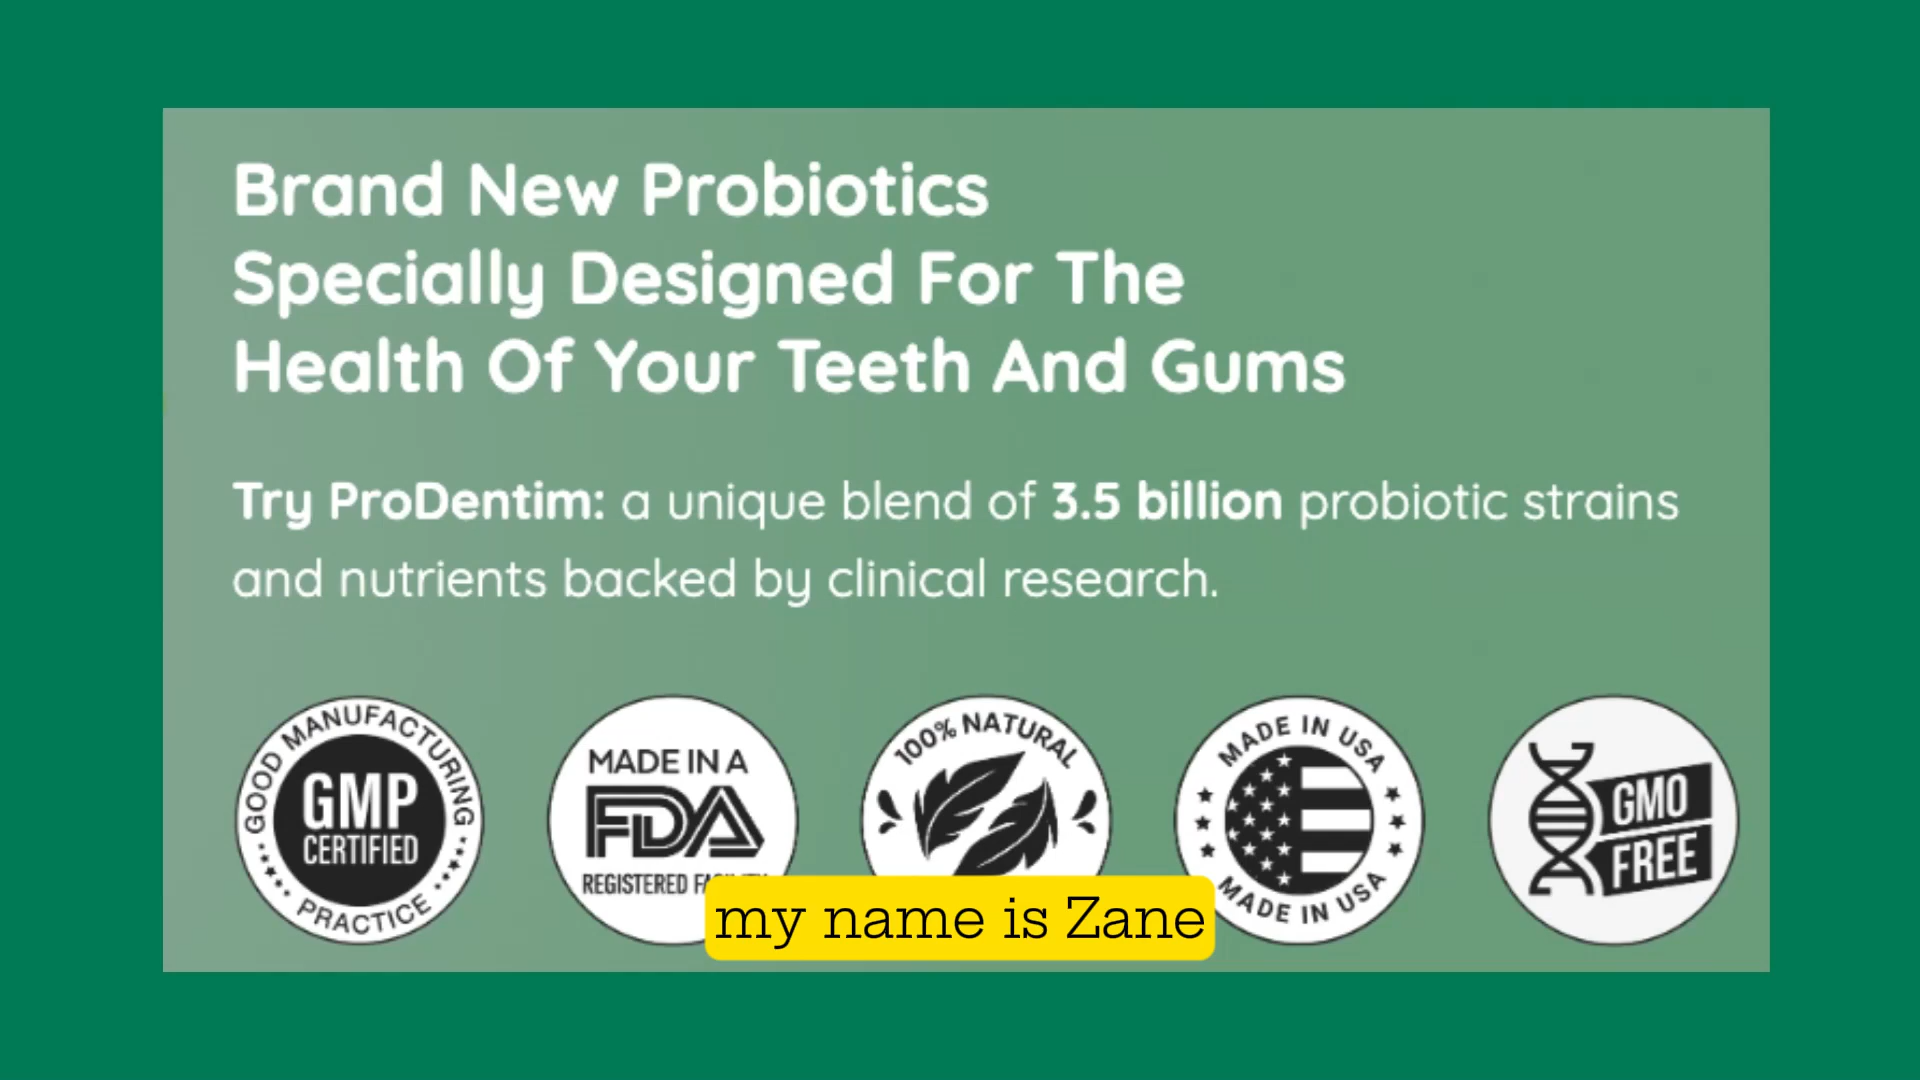 Brand New Probiotics
Specially Designed For The
Health Of Your Teeth And Gums
Try ProDentim: a unique blend of 3.5 billion probiotic strains
and nutrients backed by clinical research.
GOOD MANUFACTURING
GMP
CERTIFIED
PRACTICE
MADE IN A
FDA
REGISTERED
100% NATURAL
MADE IN USA
MADE IN USA
GMO
FREE
my name is Zane